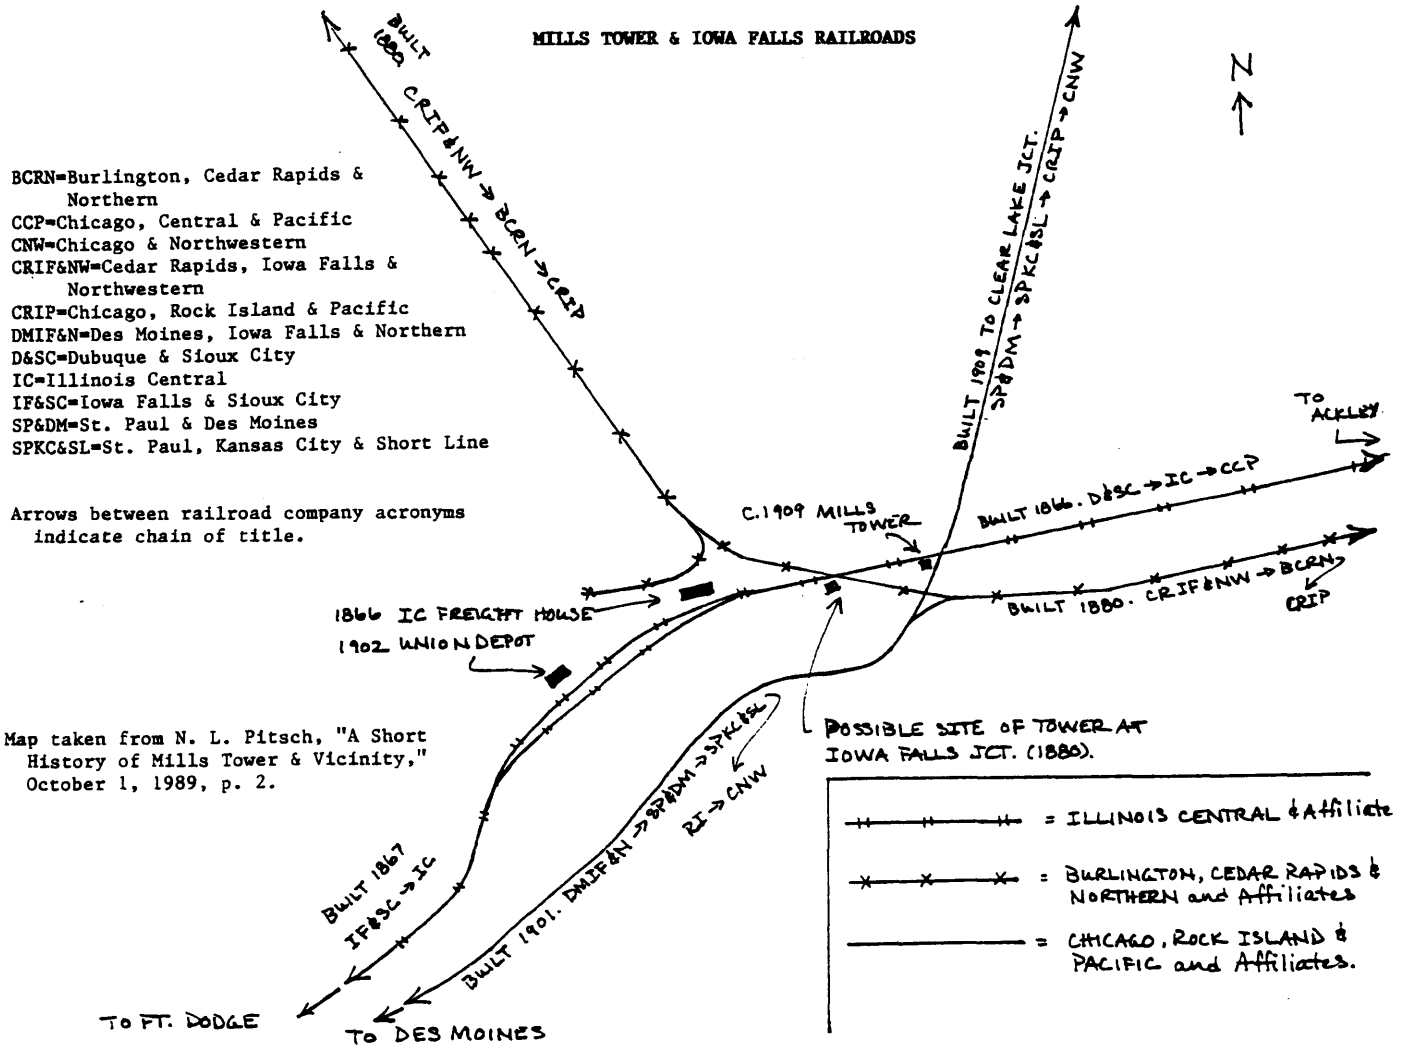 MILLS TOWER & IOWA FALLS RAILROADS
N
BUILT
1880.
CRIF&NW → BCRN → CRIP
BCRN=Burlington, Cedar Rapids &
Northern
CCP=Chicago, Central & Pacific
CNW=Chicago & Northwestern
CRIF&NW=Cedar Rapids, Iowa Falls &
Northwestern
CRIP=Chicago, Rock Island & Pacific
DMIF&N=Des Moines, Iowa Falls & Northern
D&SC=Dubuque & Sioux City
IC=Illinois Central
IF&SC=Iowa Falls & Sioux City
SP&DM=St. Paul & Des Moines
SPKC&SL=St. Paul, Kansas City & Short Line
Arrows between railroad company acronyms
indicate chain of title.
BUILT 1909 TO CLEAR LAKE JCT.
SP&DM → SPKC&SL → CRIP → CNW
TO
ACKLEY
BUILT 1866. D&SC → IC → CCP
C.1909 MILLS
TOWER
BUILT 1880. CRIF&NW → BCRN
CRIP
1866 IC FREIGHT HOUSE
1902 UNION DEPOT
Map taken from N. L. Pitsch, "A Short
History of Mills Tower & Vicinity,"
October 1, 1989, p. 2.
POSSIBLE SITE OF TOWER AT
IOWA FALLS JCT. (1880).
BUILT 1867
IF&SC → IC
BUILT 1901. DMIF&N → SP&DM → SPKC&SL
RI → CNW
TO FT. DODGE
TO DES MOINES
= ILLINOIS CENTRAL & Affiliate
= BURLINGTON, CEDAR RAPIDS &
NORTHERN and Affiliates
= CHICAGO, ROCK ISLAND &
PACIFIC and Affiliates.